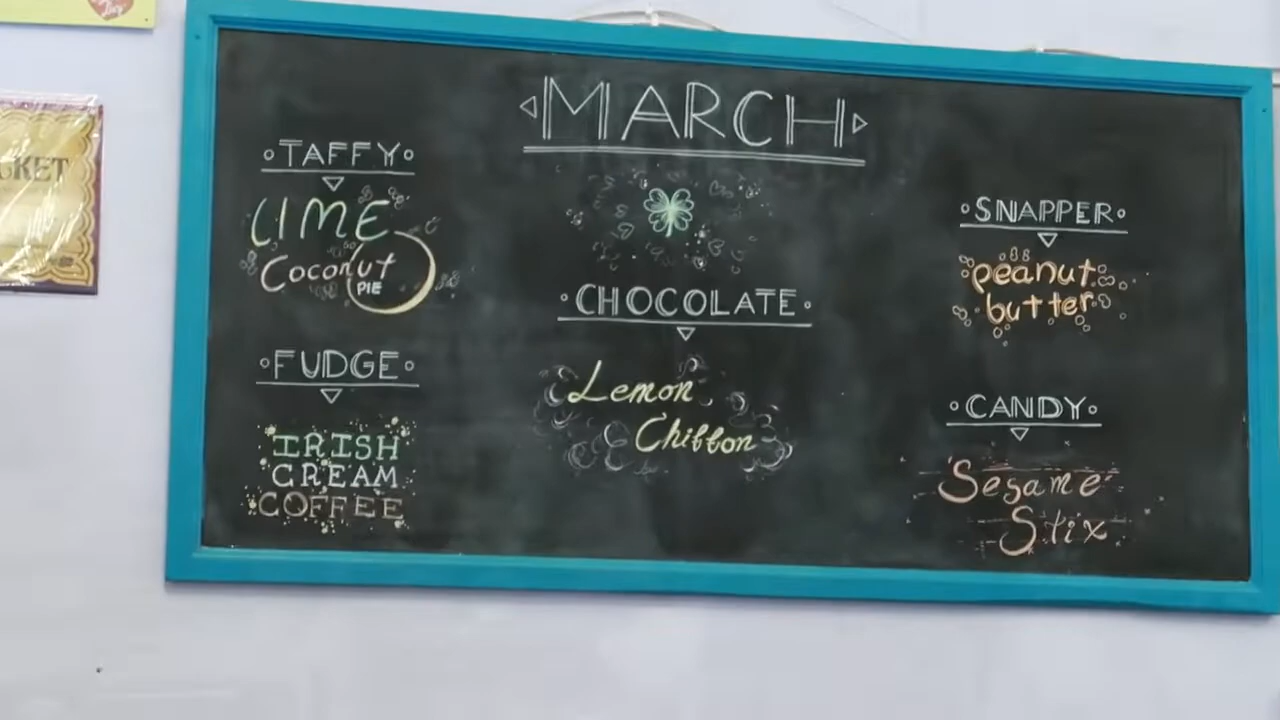 MARCH
TAFFY
LIME
Coconut
PIE
FUDGE
IRISH
CREAM
COFFEE
CHOCOLATE
Lemon
Chiffon
SNAPPER
peanut
butter
CANDY
Sesame
Stix